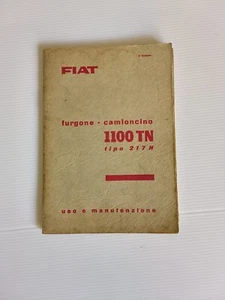 FIAT
furgone - camioncino
1100 TN
tipo 217 N
uso e manutenzione